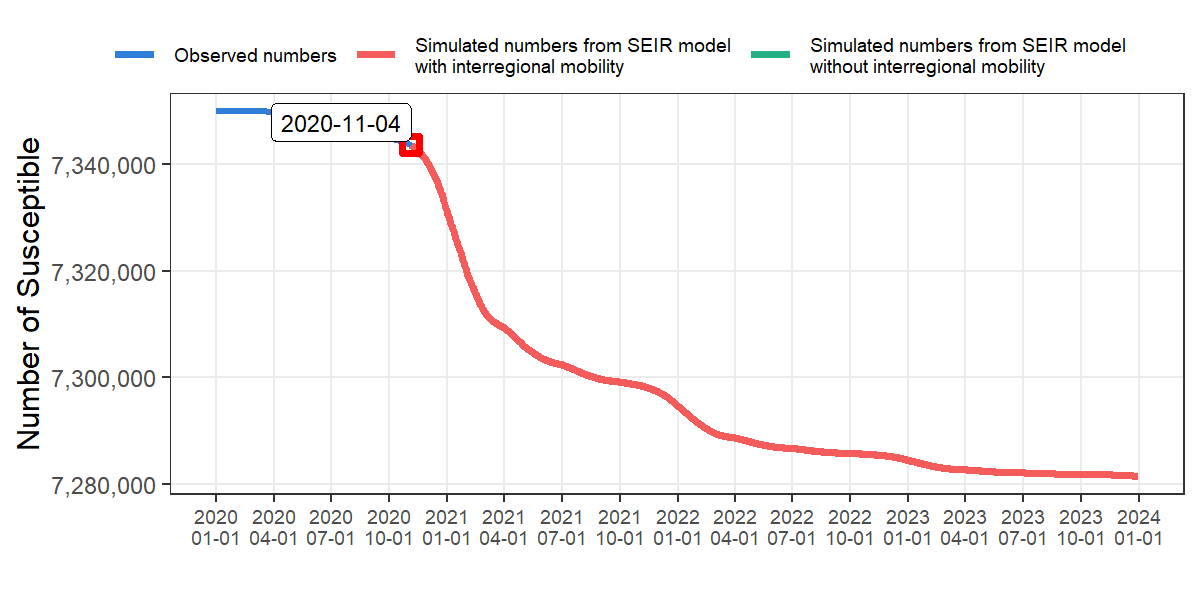 Observed numbers
Simulated numbers from SEIR model
with interregional mobility
Simulated numbers from SEIR model
without interregional mobility
Number of Susceptible
7,340,000
7,320,000
7,300,000
7,280,000
2020-11-04
2020 2020 2020 2020 2021 2021 2021 2021 2022 2022 2022 2022 2023 2023 2023 2023 2024
01-01 04-01 07-01 10-01 01-01 04-01 07-01 10-01 01-01 04-01 07-01 10-01 01-01 04-01 07-01 10-01 01-01